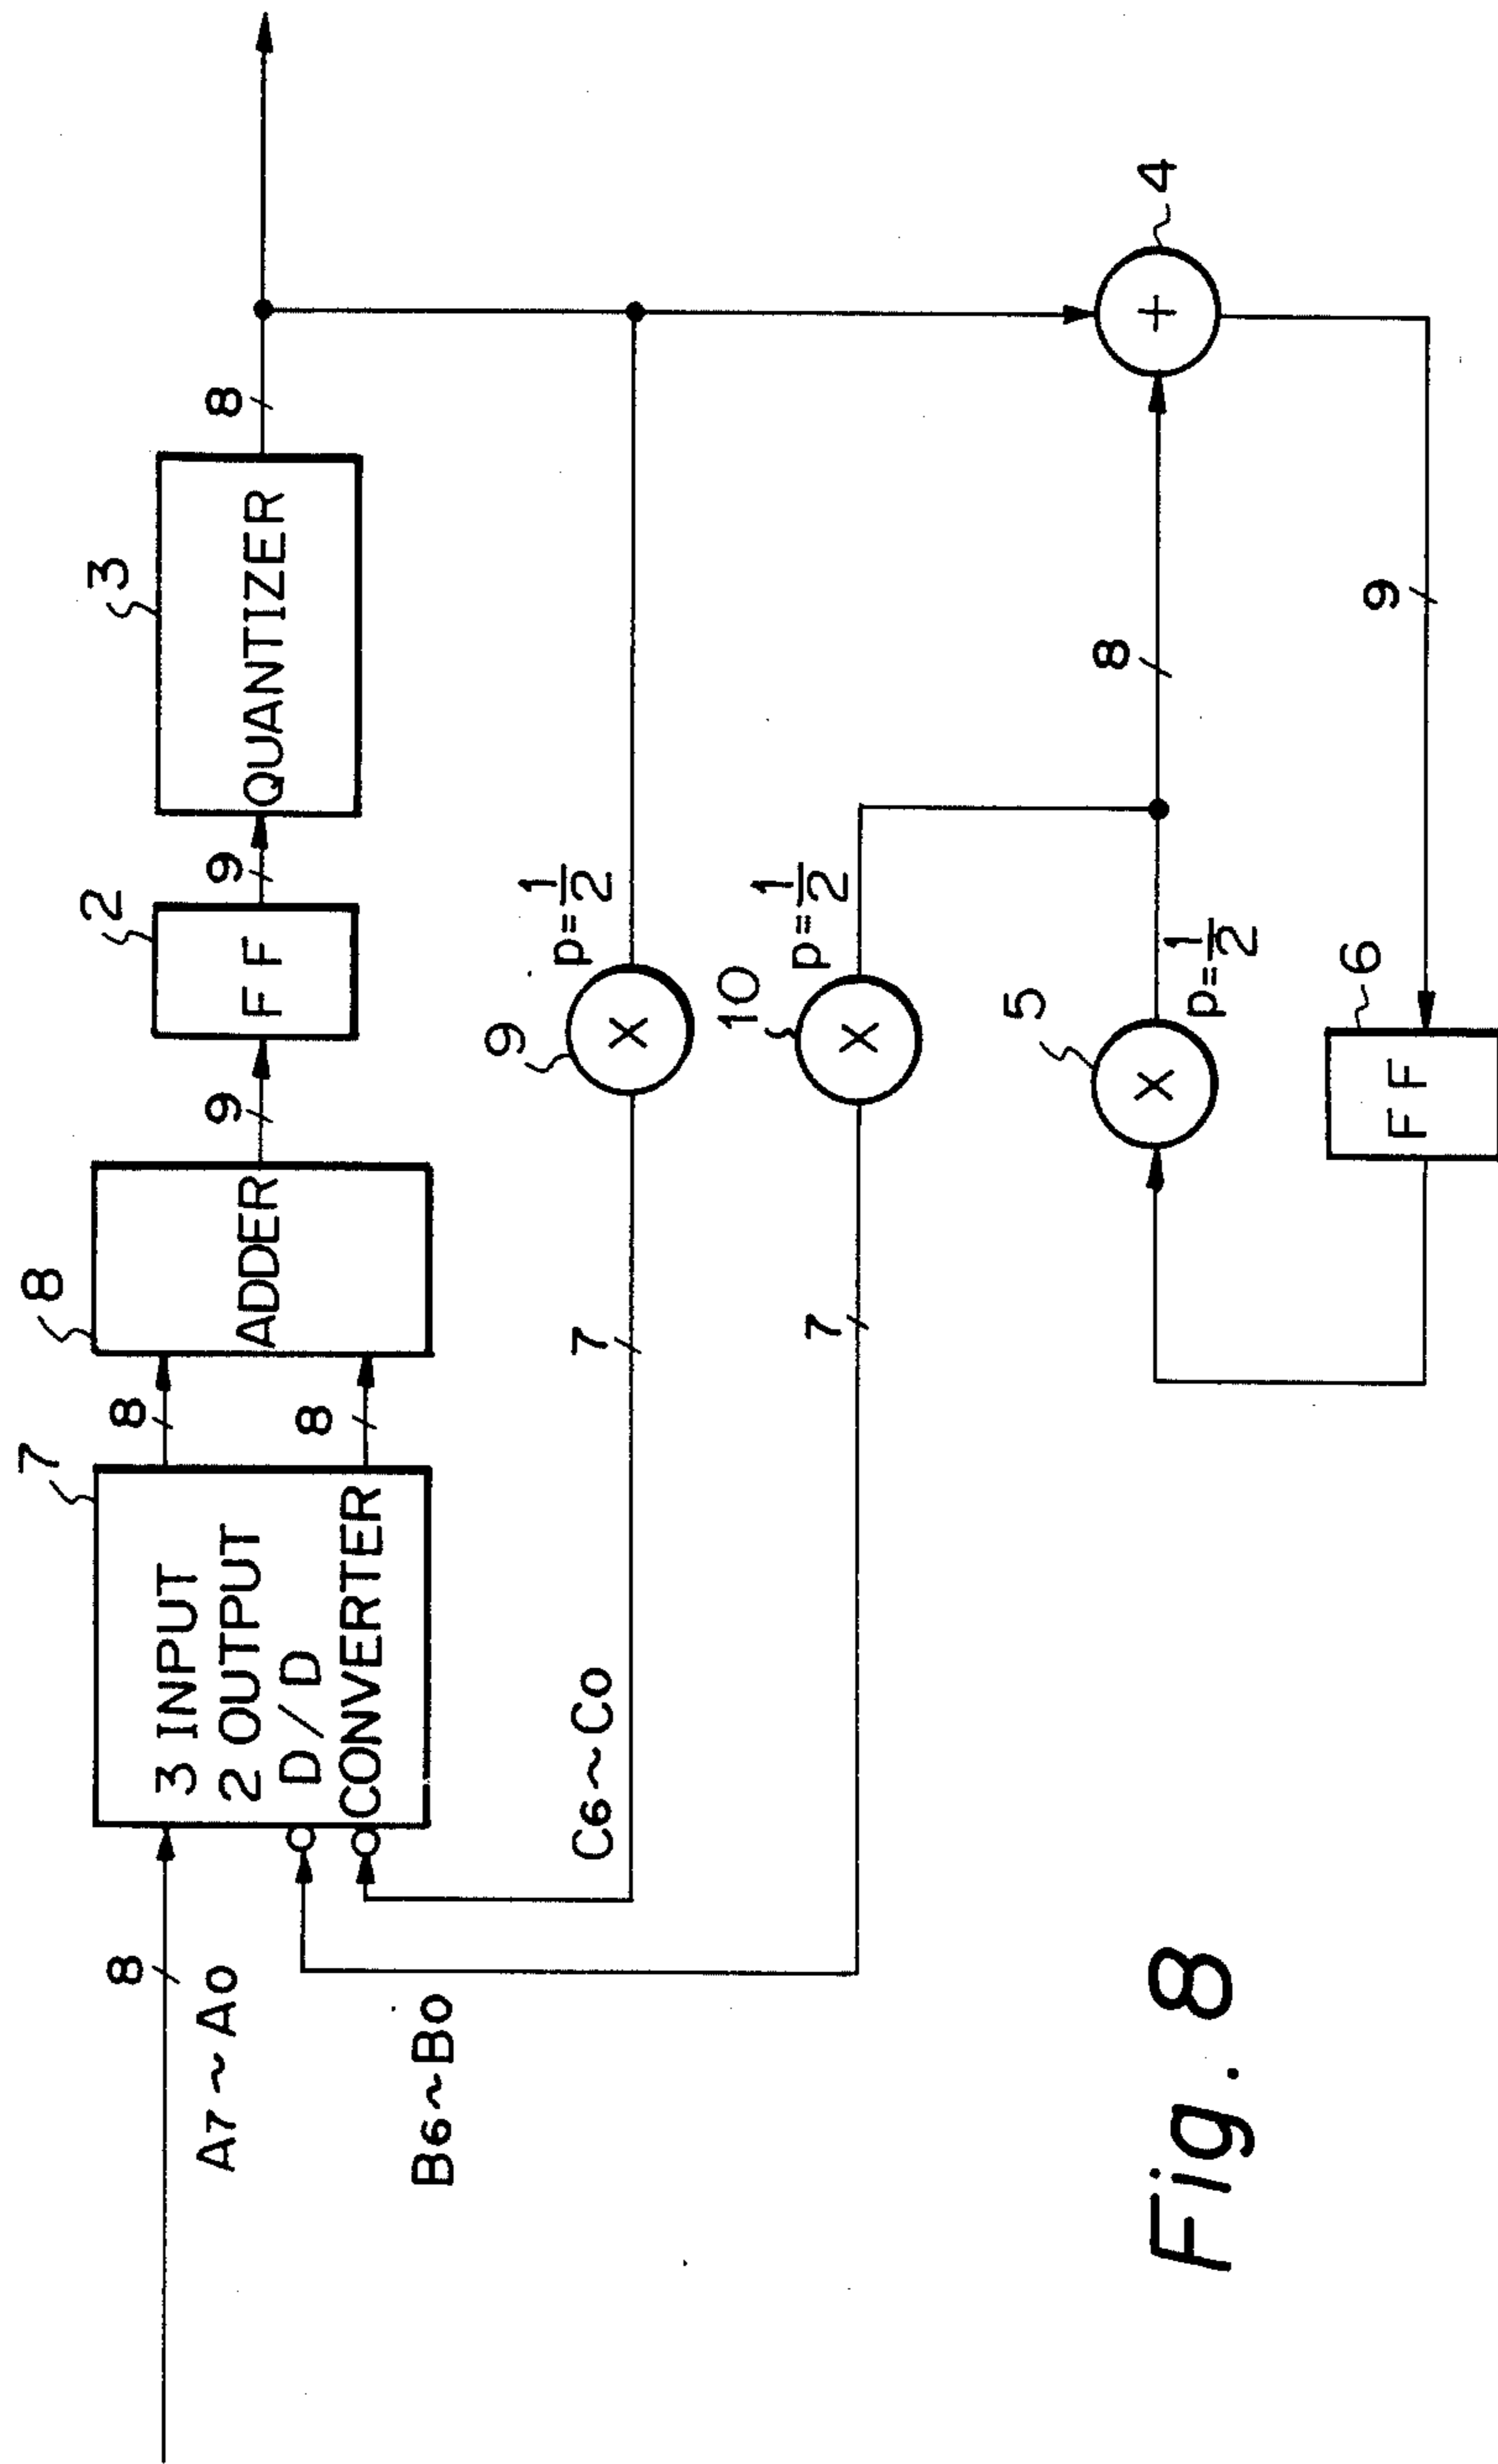 8
A7~A0
B6~B0
7
3 INPUT
2 OUTPUT
D/D
CONVERTER
8
8
8
ADDER
9
2
FF
9
3
QUANTIZER
8
C6~C0
7
9
p=1/2
7
10
p=1/2
5
p=1/2
8
4
+
9
6
FF
X
X
X
Fig. 8